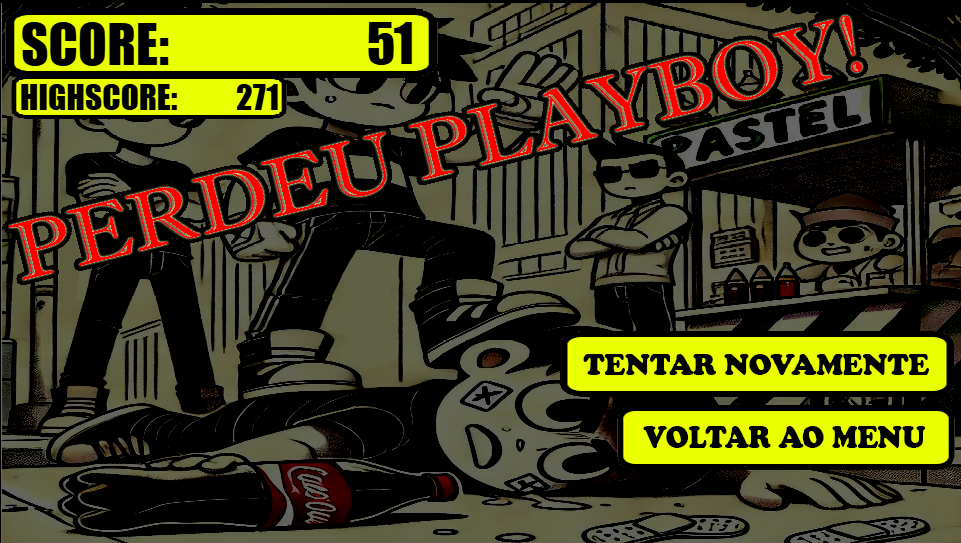 SCORE: 51
HIGHSCORE: 271
PERDEU PLAYBOY!
PASTEL
TENTAR NOVAMENTE
VOLTAR AO MENU